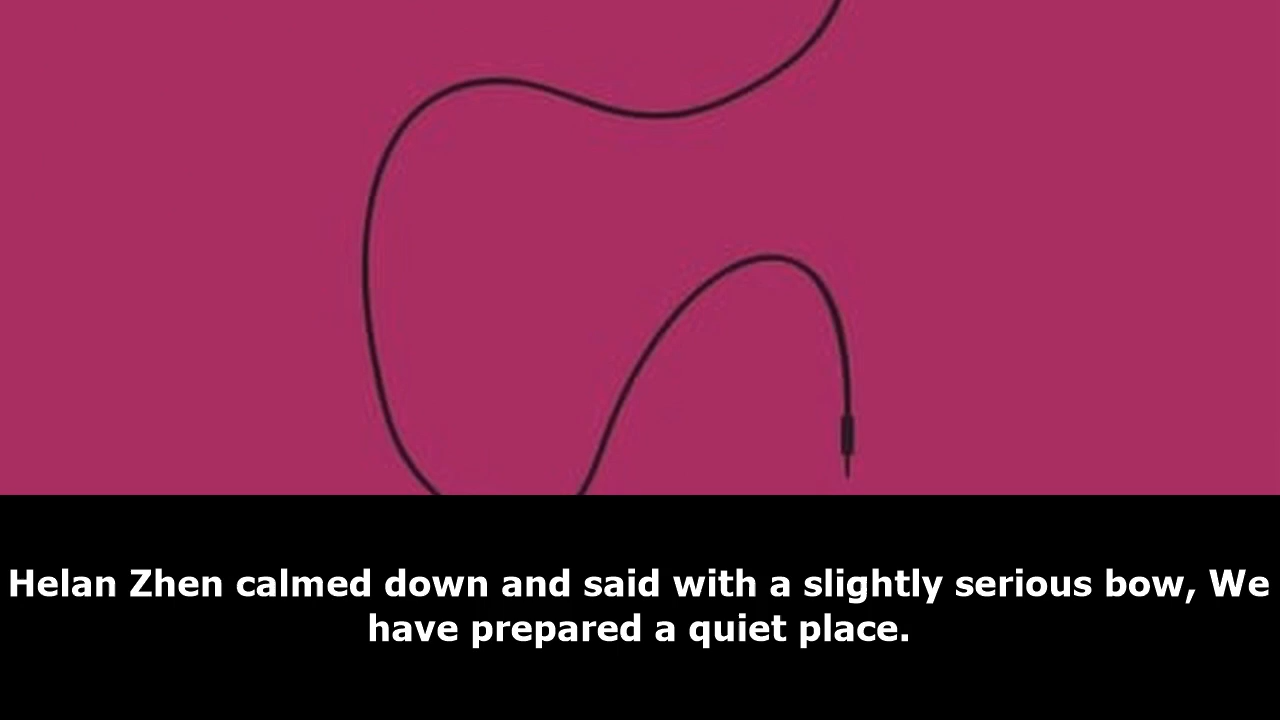 Helan Zhen calmed down and said with a slightly serious bow, We
have prepared a quiet place.